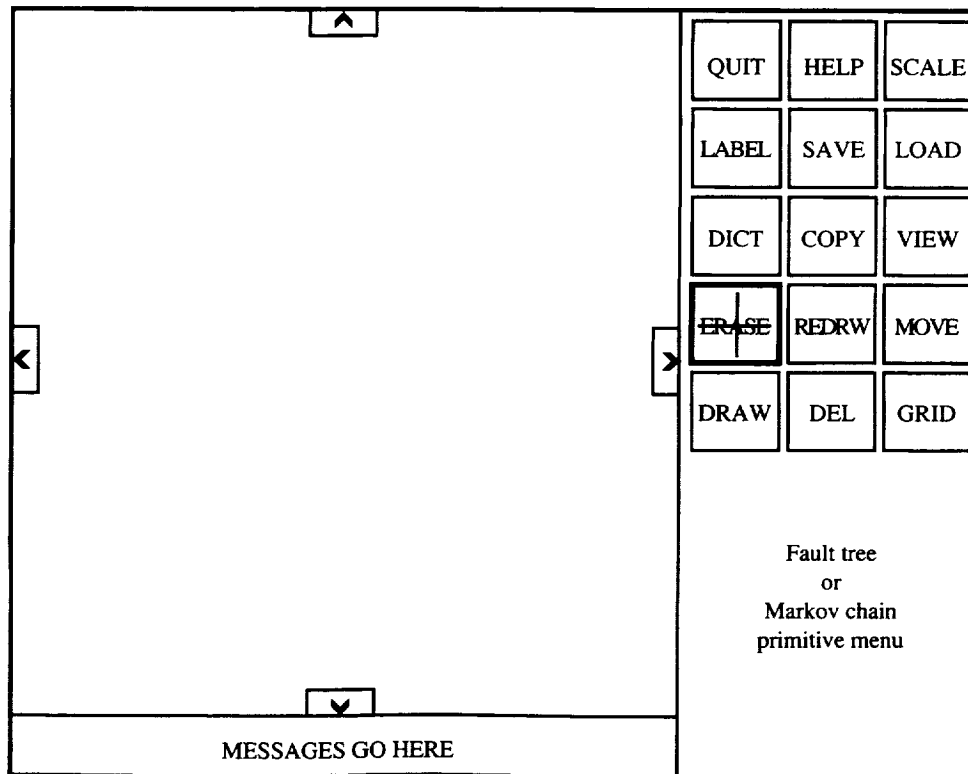 QUIT HELP SCALE
LABEL SAVE LOAD
DICT COPY VIEW
ERASE REDRW MOVE
DRAW DEL GRID
Fault tree
or
Markov chain
primitive menu
MESSAGES GO HERE